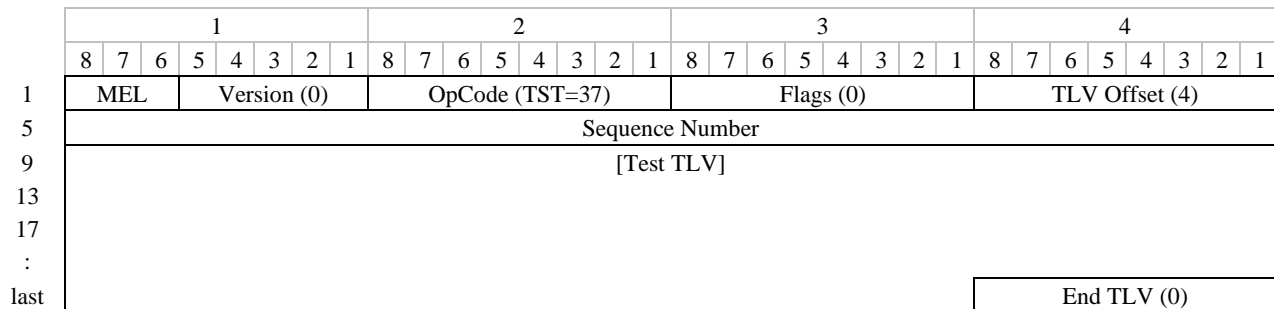 1 2 3 4
8 7 6 5 4 3 2 1 8 7 6 5 4 3 2 1 8 7 6 5 4 3 2 1 8 7 6 5 4 3 2 1
1 MEL Version (0) OpCode (TST=37) Flags (0) TLV Offset (4)
5 Sequence Number
9 [Test TLV]
13
17
:
last End TLV (0)